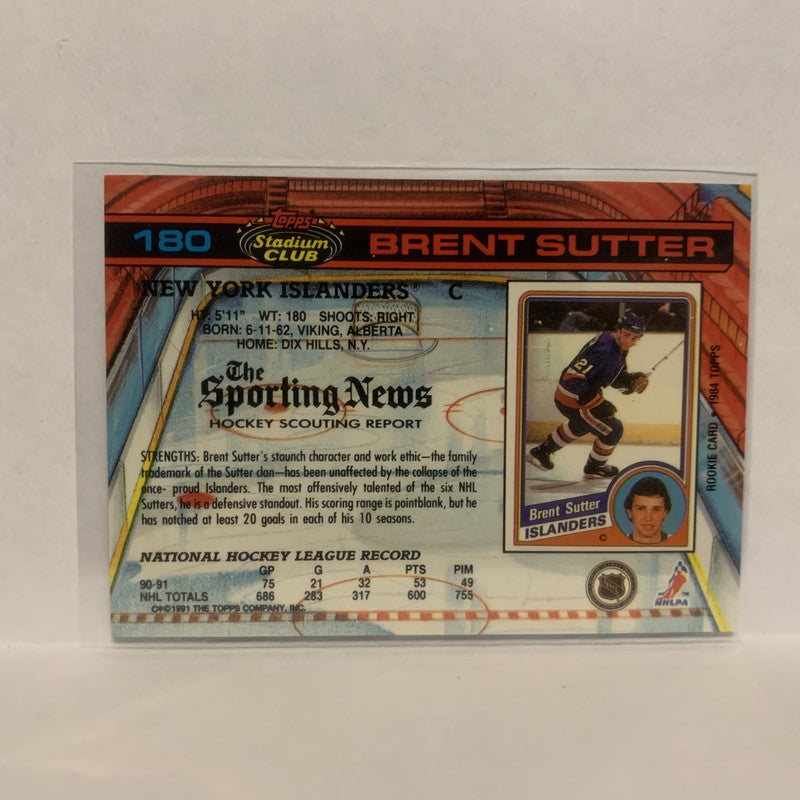 180 Topps Stadium CLUB BRENT SUTTER
NEW YORK ISLANDERS® C
HT: 5'11" WT: 180 SHOOTS: RIGHT
BORN: 6-11-62, VIKING, ALBERTA
HOME: DIX HILLS, N.Y.
The Sporting News
HOCKEY SCOUTING REPORT
STRENGTHS: Brent Sutter's staunch character and work ethic—the family
trademark of the Sutter clan—has been unaffected by the collapse of the
once- proud Islanders. The most offensively talented of the six NHL
Sutters, he is a defensive standout. His scoring range is pointblank, but he
has notched at least 20 goals in each of his 10 seasons.
NATIONAL HOCKEY LEAGUE RECORD
GP G A PTS PIM
90-91 75 21 32 53 49
NHL TOTALS 686 283 317 600 755
©1991 THE TOPPS COMPANY, INC.
21
Brent Sutter
ISLANDERS
C
ROOKIE CARD • 1984 TOPPS
NHL
NHLPA
TM